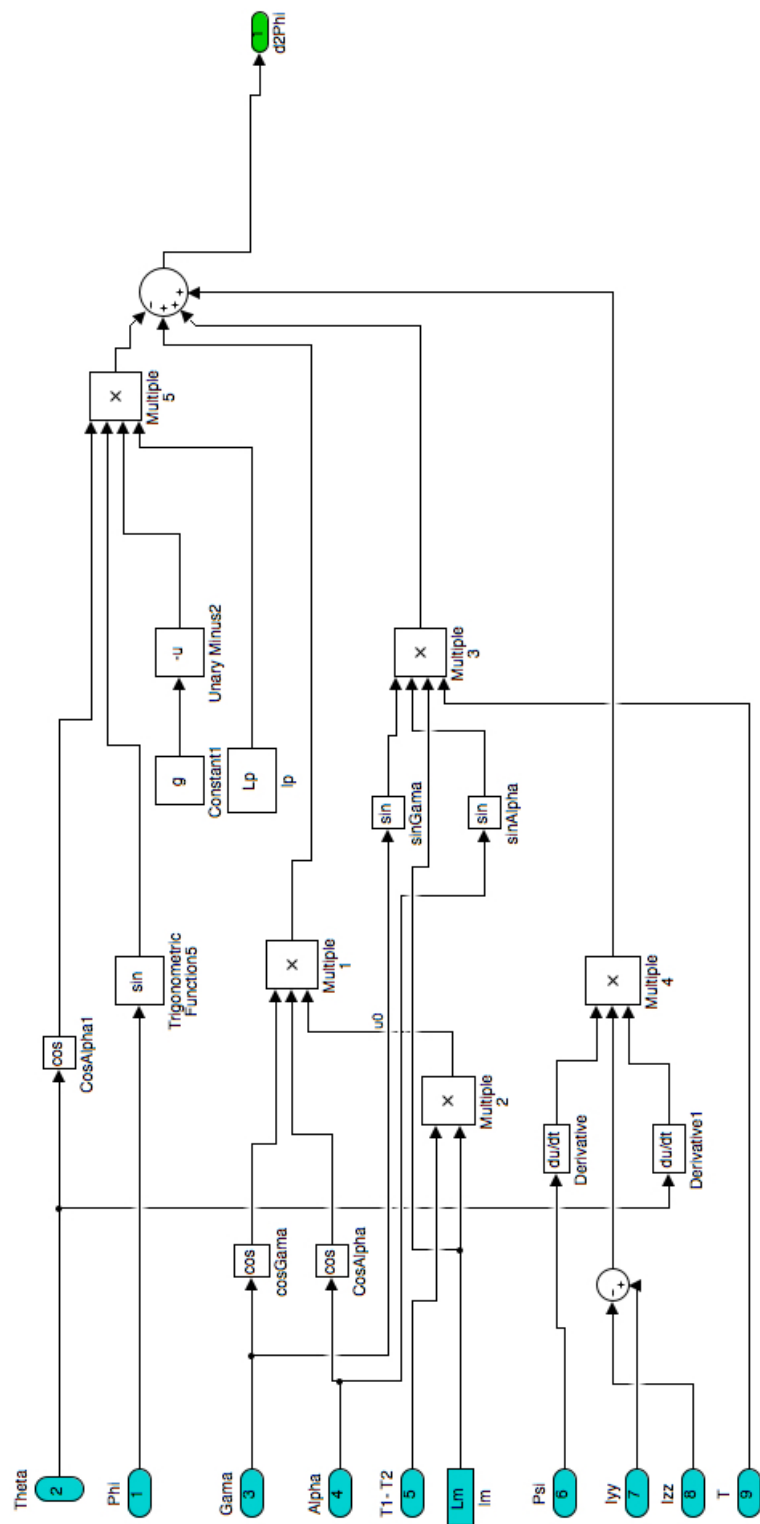 Theta
2
cos
CosAlpha1
Phi
1
sin
Trigonometric
Function5
g
Constant1
-u
Unary Minus2
Lp
lp
×
Multiple
5
Gama
3
cos
cosGama
Alpha
4
cos
CosAlpha
×
Multiple
1
u0
T1- T2
5
Lm
lm
×
Multiple
2
sin
sinGama
sin
sinAlpha
×
Multiple
3
Psi
6
du/dt
Derivative
du/dt
Derivative1
Iyy
7
Izz
8
-
+
×
Multiple
4
T
9
-
+
+
+
1
d2Phi